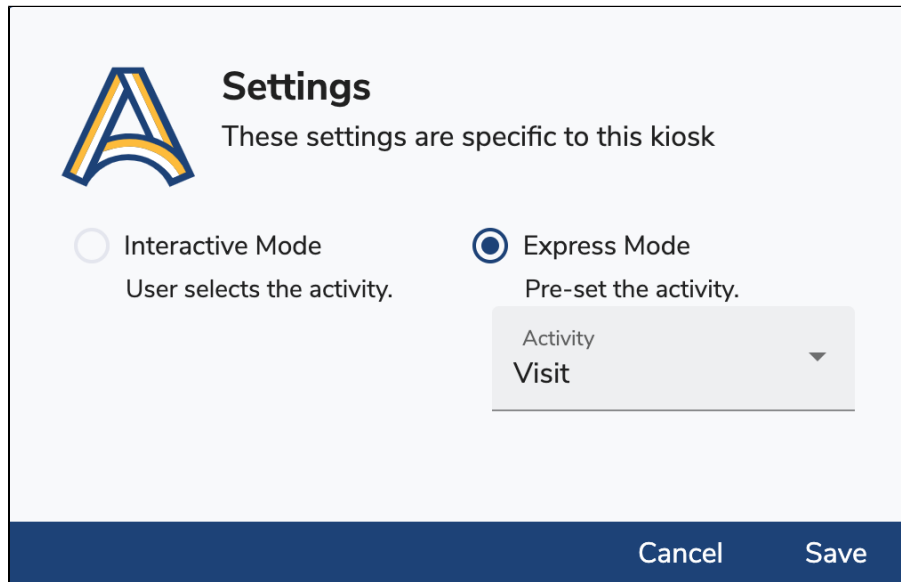 Settings
These settings are specific to this kiosk
Interactive Mode
User selects the activity.
Express Mode
Pre-set the activity.
Activity
Visit
Cancel
Save